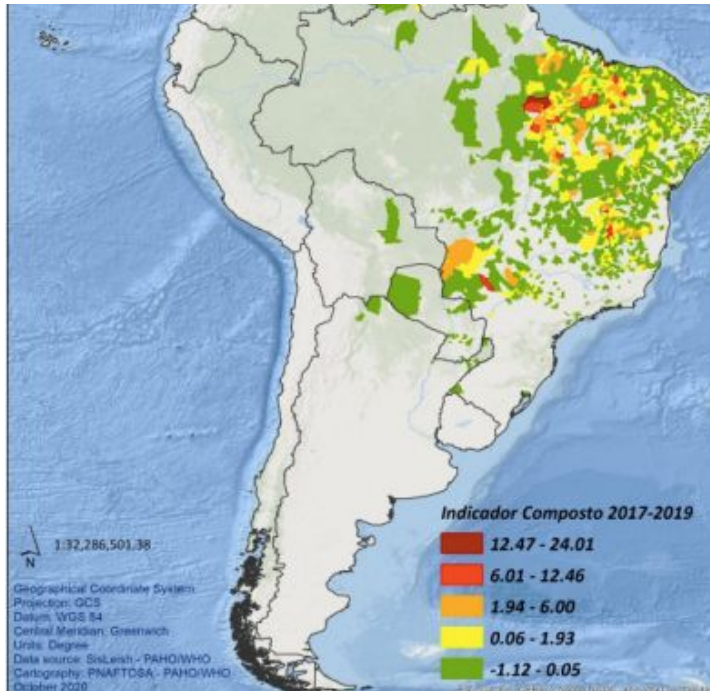 Indicador Composto 2017-2019
12.47 - 24.01
6.01 - 12.46
1.94 - 6.00
0.06 - 1.93
-1.12 - 0.05
1:32,286,501.38
N
Geographical Coordinate System
Projection: GCS
Datum: WGS 84
Central Meridian: Greenwich
Units: Degree
Data source: SisLeish - PAHO/WHO
Cartography: PNAFTOSA - PAHO/WHO
October 2020